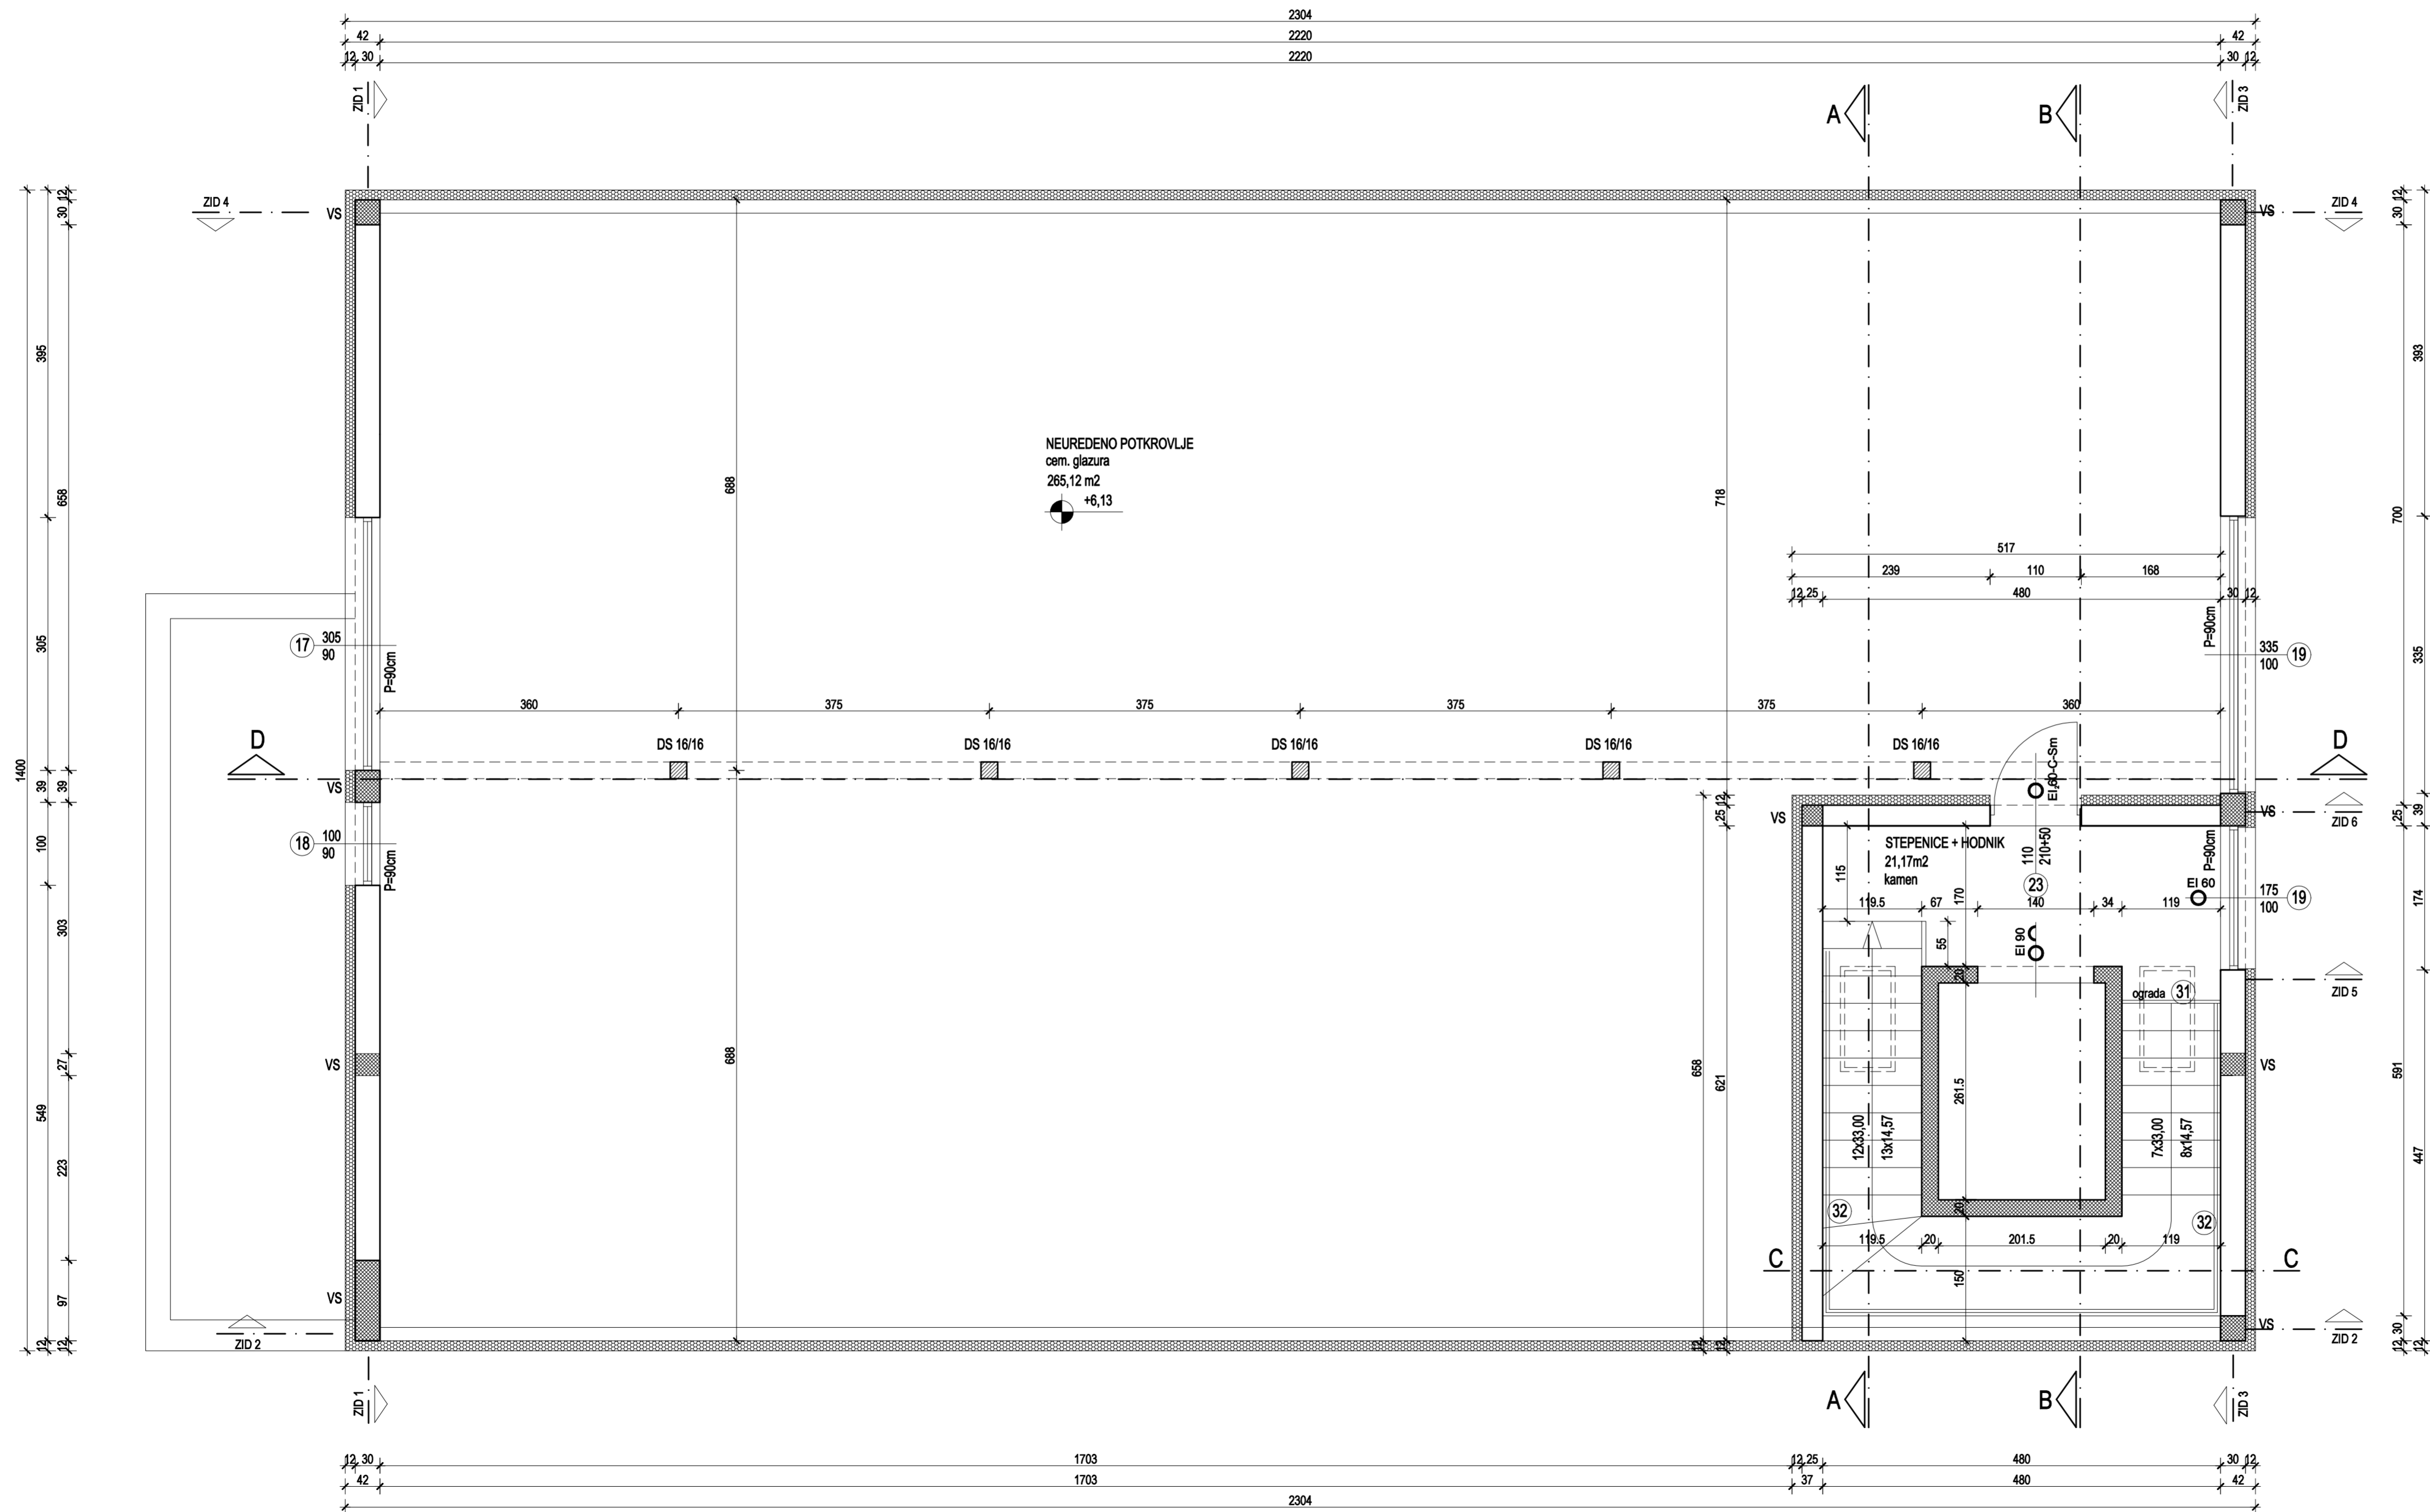 2304
42 2220 42
12 30 2220 30 12
ZID 1
A
B
ZID 3
ZID 4
VS
VS
ZID 4
12
30
395
658
305
1400
39
39
100
303
27
549
223
97
12
12
12
30
393
700
335
25
39
174
591
447
30
12
12
NEUREDENO POTKROVLJE
cem. glazura
265,12 m2
+6,13
688
718
517
239 110 168
12 25 480 30 12
17 305
90
P=90cm
P=90cm
335
100 19
360 375 375 375 375 360
D
DS 16/16 DS 16/16 DS 16/16 DS 16/16 DS 16/16
D
EI₂60-C-Sm
VS
12
25
VS
VS
ZID 6
18 100
90
P=90cm
STEPENICE + HODNIK
21,17m2
kamen
110
210+50
23
P=90cm
EI 60
175
100 19
115
170
119.5 67 140 34 119
55
EI 90
20
ograda 31
ZID 5
VS
VS
688
658
621
261.5
12x33,00
13x14,57
7x33,00
8x14,57
32
20
32
119.5 20 201.5 20 119
C
150
C
VS
VS
ZID 2
ZID 2
12
12
ZID 1
A
B
ZID 3
12 30 1703 12 25 480 30 12
42 1703 37 480 42
2304